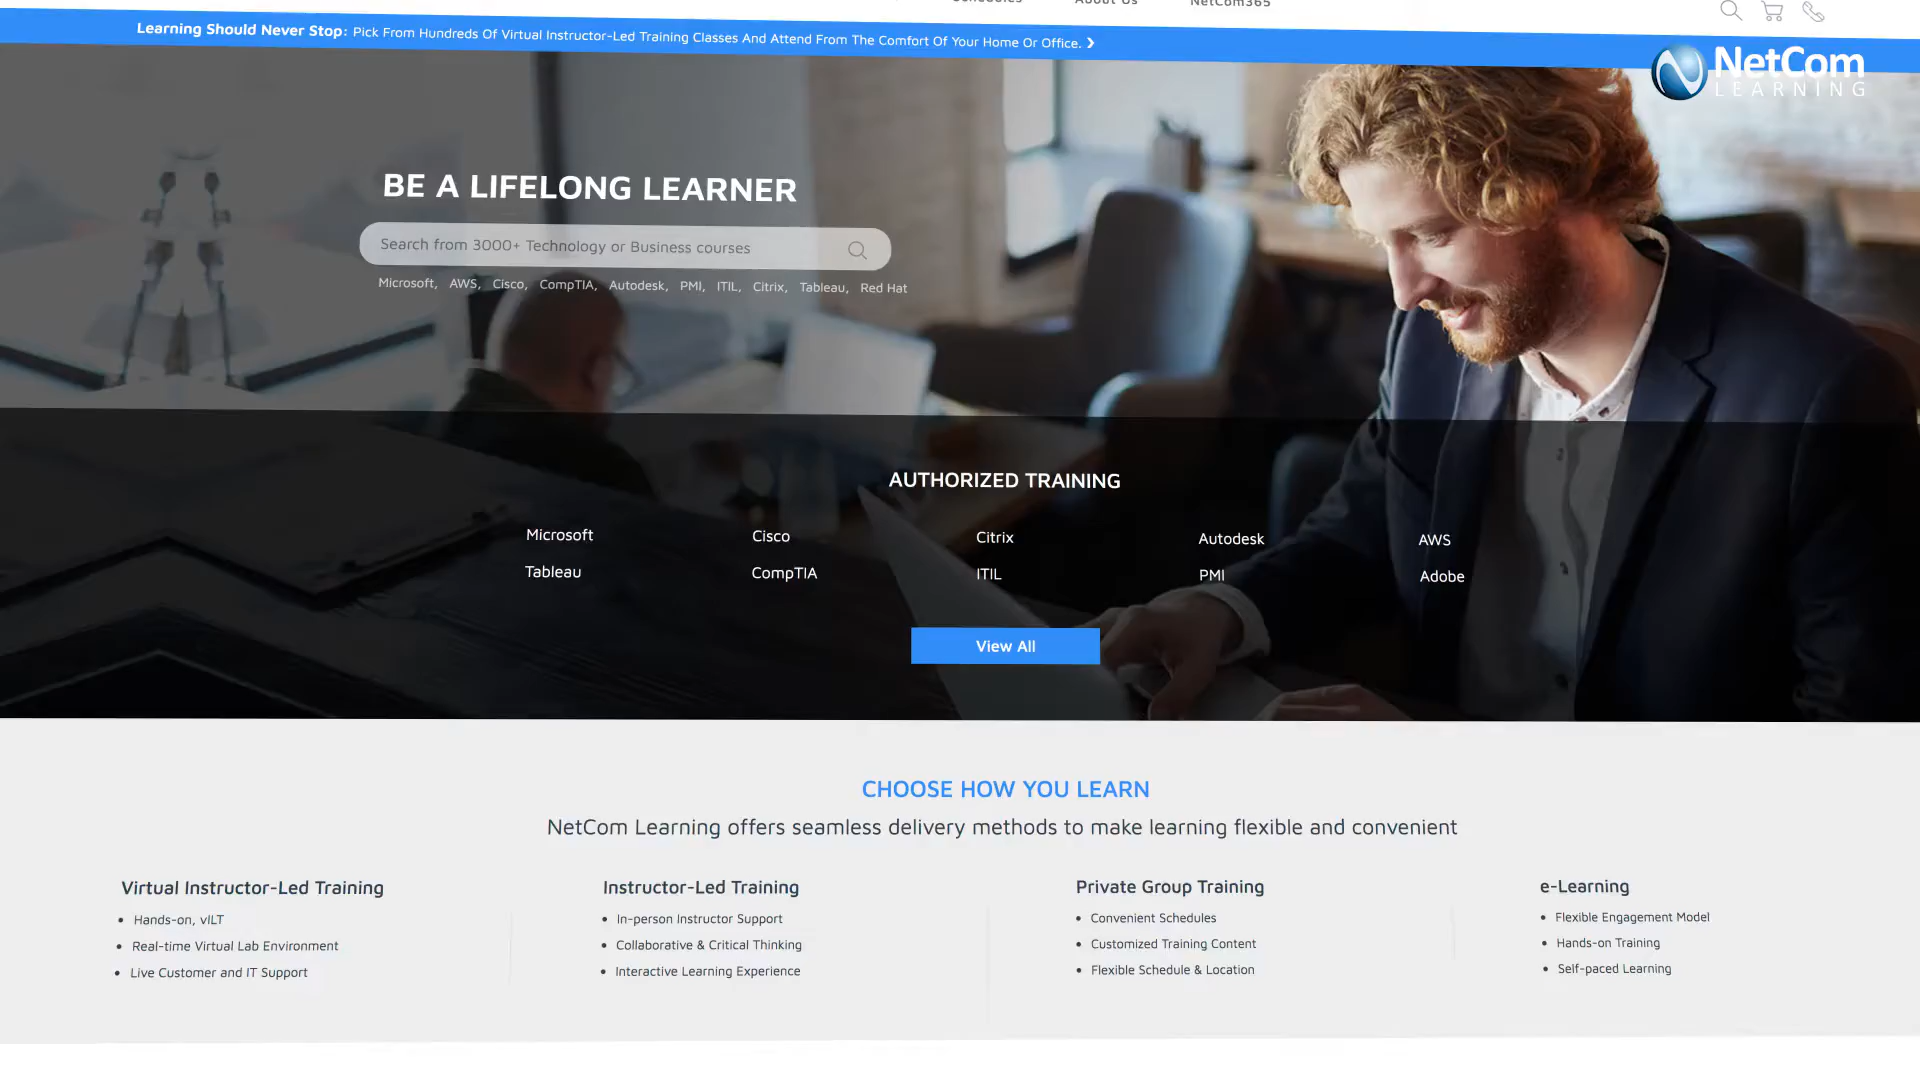 About Us
NetCom365
Learning Should Never Stop: Pick From Hundreds Of Virtual Instructor-Led Training Classes And Attend From The Comfort Of Your Home Or Office.
NetCom
LEARNING
BE A LIFELONG LEARNER
Search from 3000+ Technology or Business courses
Microsoft, AWS, Cisco, CompTIA, Autodesk, PMI, ITIL, Citrix, Tableau, Red Hat
AUTHORIZED TRAINING
Microsoft Cisco Citrix Autodesk AWS
Tableau CompTIA ITIL PMI Adobe
View All
CHOOSE HOW YOU LEARN
NetCom Learning offers seamless delivery methods to make learning flexible and convenient
Virtual Instructor-Led Training
• Hands-on, vILT
• Real-time Virtual Lab Environment
• Live Customer and IT Support
Instructor-Led Training
• In-person Instructor Support
• Collaborative & Critical Thinking
• Interactive Learning Experience
Private Group Training
• Convenient Schedules
• Customized Training Content
• Flexible Schedule & Location
e-Learning
• Flexible Engagement Model
• Hands-on Training
• Self-paced Learning